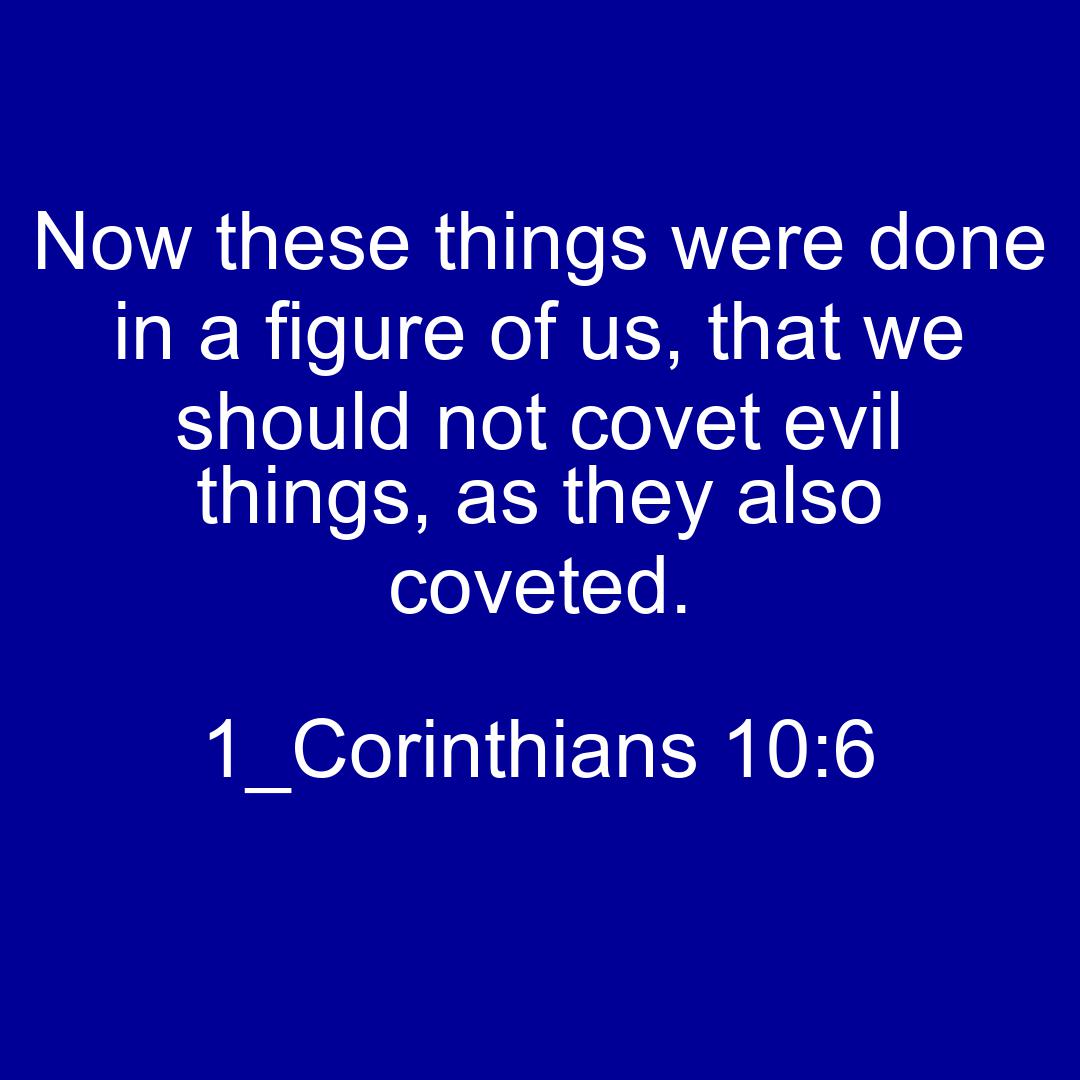 Now these things were done
in a figure of us, that we
should not covet evil
things, as they also
coveted.
1_Corinthians 10:6